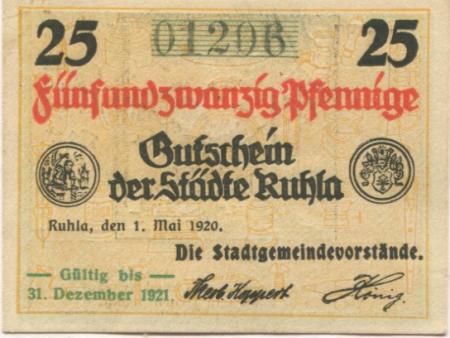 25 01206 25
Fünfundzwanzig Pfennige
Gutschein
der Städte Ruhla
Ruhla, den 1. Mai 1920.
Die Stadtgemeindevorstände.
— Gültig bis —
31. Dezember 1921.
König.